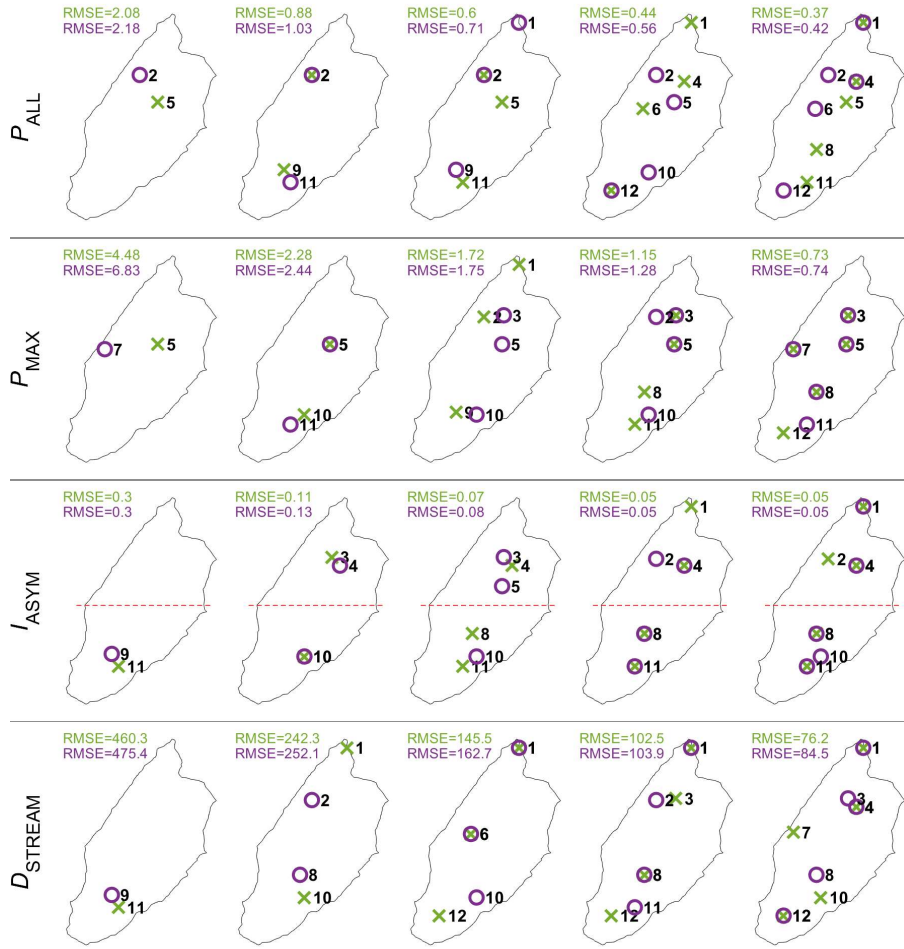 RMSE=2.08 RMSE=0.88 RMSE=0.6 RMSE=0.44 RMSE=0.37
RMSE=2.18 RMSE=1.03 RMSE=0.71 RMSE=0.56 RMSE=0.42
1 1 1
2 2 2 2 2
4 4
5 5 5 5
6 6
8
9 9
10
11 11 11
12 12
PALL
RMSE=4.48 RMSE=2.28 RMSE=1.72 RMSE=1.15 RMSE=0.73
RMSE=6.83 RMSE=2.44 RMSE=1.75 RMSE=1.28 RMSE=0.74
1
2 3 2 3 3
7 5 5 5 5 7 5
8 8
10 9 10 10
11 11 12 11
PMAX
RMSE=0.3 RMSE=0.11 RMSE=0.07 RMSE=0.05 RMSE=0.05
RMSE=0.3 RMSE=0.13 RMSE=0.08 RMSE=0.05 RMSE=0.05
1 1
3 3 2 2
4 4 4 4
5
8 8 8
9 10 10 10
11 11 11 11
IASYM
RMSE=460.3 RMSE=242.3 RMSE=145.5 RMSE=102.5 RMSE=76.2
RMSE=475.4 RMSE=252.1 RMSE=162.7 RMSE=103.9 RMSE=84.5
1 1 1 1
2 2 3 3
4
6 7
8 8 8
9 10 10 10
11 11
12 12 12
DSTREAM